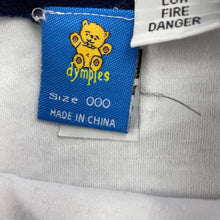 LOW
FIRE
DANGER
dymples
Size 000
MADE IN CHINA